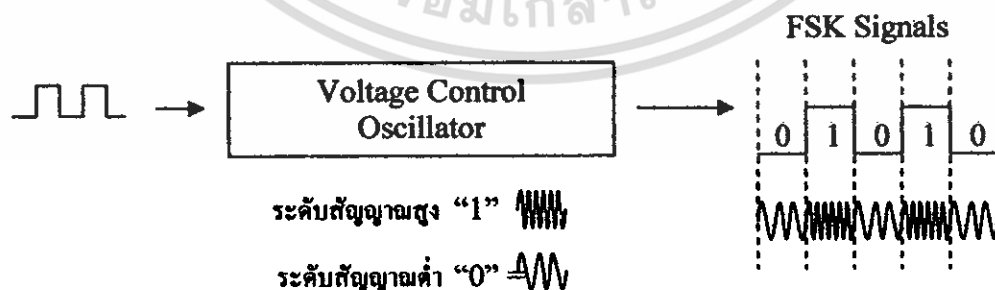 FSK Signals
Voltage Control
Oscillator
0 1 0 1 0
ระดับสัญญาณสูง “1”
ระดับสัญญาณต่ำ “0”